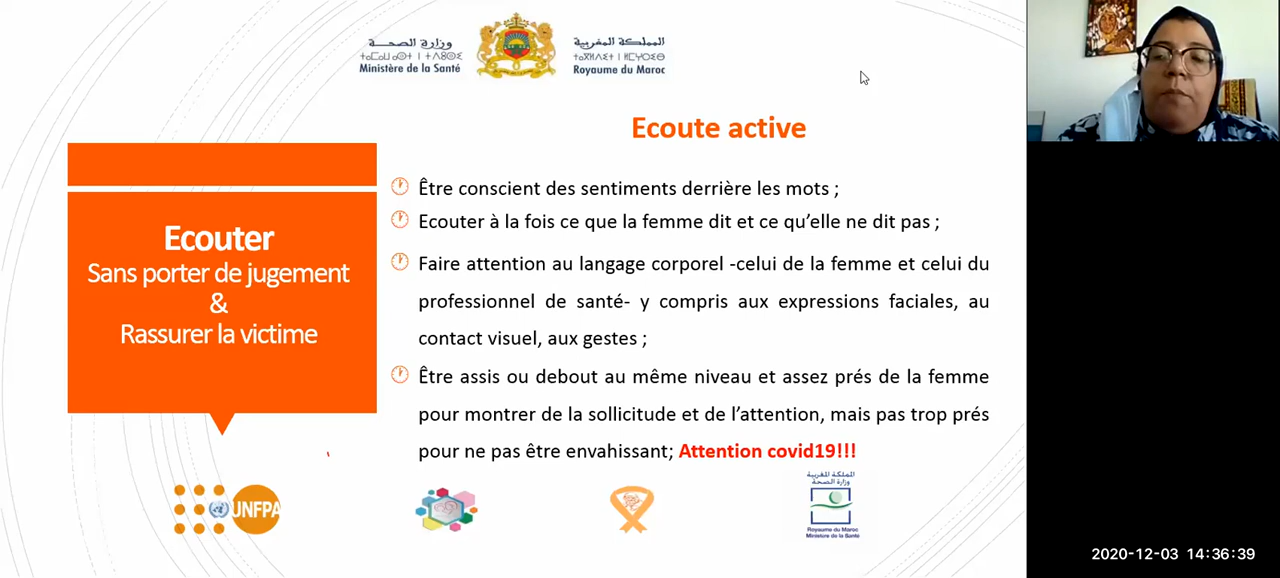 وزارة الصحة
ⵜⴰⵎⴰⵡⴰⵙⵜ ⵏ ⵜⴷⵓⵙⵉ
Ministère de la Santé
المملكة المغربية
ⵜⴰⴳⵍⴷⵉⵜ ⵏ ⵍⵎⵖⵔⵉⴱ
Royaume du Maroc
Ecoute active
Ecouter
Sans porter de jugement
&
Rassurer la victime
Être conscient des sentiments derrière les mots ;
Ecouter à la fois ce que la femme dit et ce qu’elle ne dit pas ;
Faire attention au langage corporel -celui de la femme et celui du
professionnel de santé- y compris aux expressions faciales, au
contact visuel, aux gestes ;
Être assis ou debout au même niveau et assez prés de la femme
pour montrer de la sollicitude et de l’attention, mais pas trop prés
pour ne pas être envahissant; Attention covid19!!!
UNFPA
المملكة المغربية
وزارة الصحة
Royaume du Maroc
Ministère de la Santé
2020-12-03 14:36:39